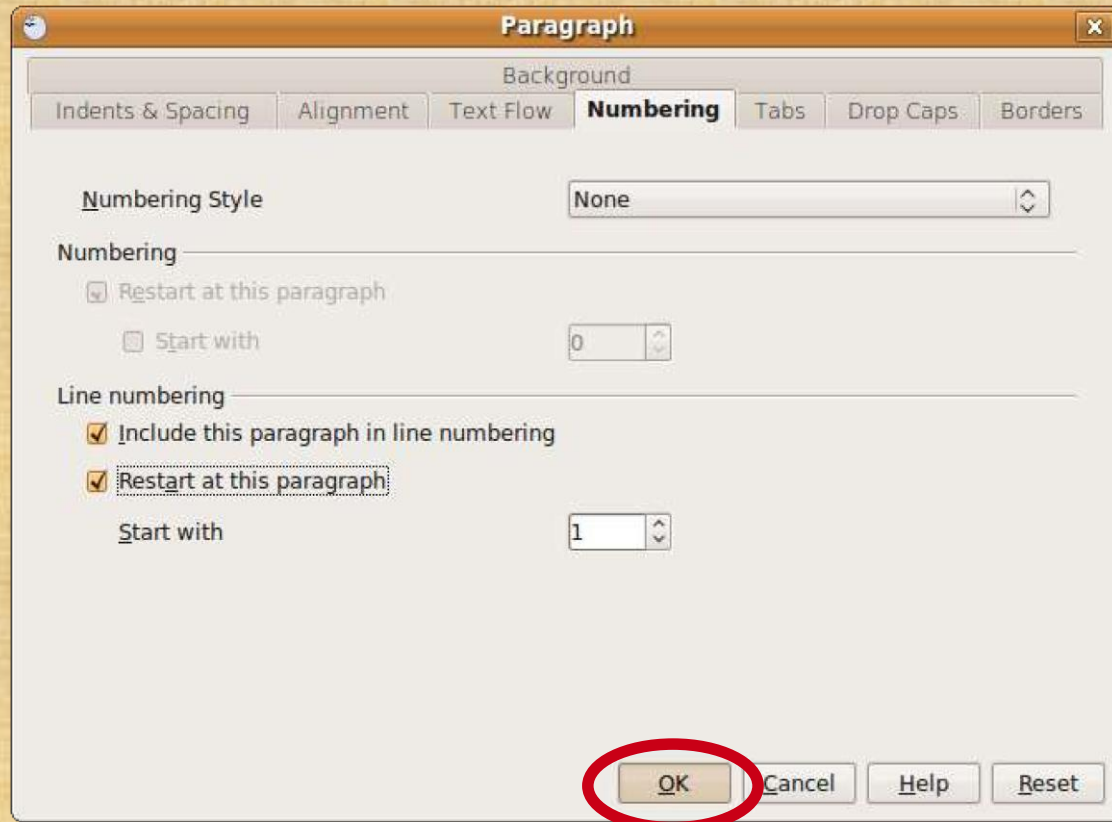 Paragraph
Background
Indents & Spacing Alignment Text Flow Numbering Tabs Drop Caps Borders
Numbering Style None
Numbering
Restart at this paragraph
Start with 0
Line numbering
Include this paragraph in line numbering
Restart at this paragraph
Start with 1
OK Cancel Help Reset